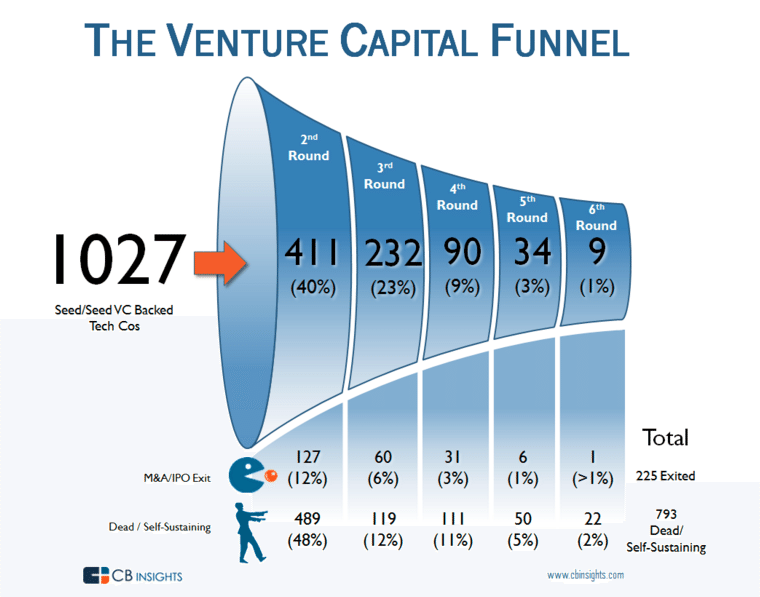 THE VENTURE CAPITAL FUNNEL
2nd
Round
3rd
Round
4th
Round
5th
Round
6th
Round
1027
411
232
90
34
9
(40%)
(23%)
(9%)
(3%)
(1%)
Seed/Seed VC Backed
Tech Cos
Total
M&A/IPO Exit
127
60
31
6
1
(12%)
(6%)
(3%)
(1%)
(>1%)
225 Exited
Dead / Self-Sustaining
489
119
111
50
22
(48%)
(12%)
(11%)
(5%)
(2%)
793
Dead/
Self-Sustaining
CB INSIGHTS
www.cbinsights.com